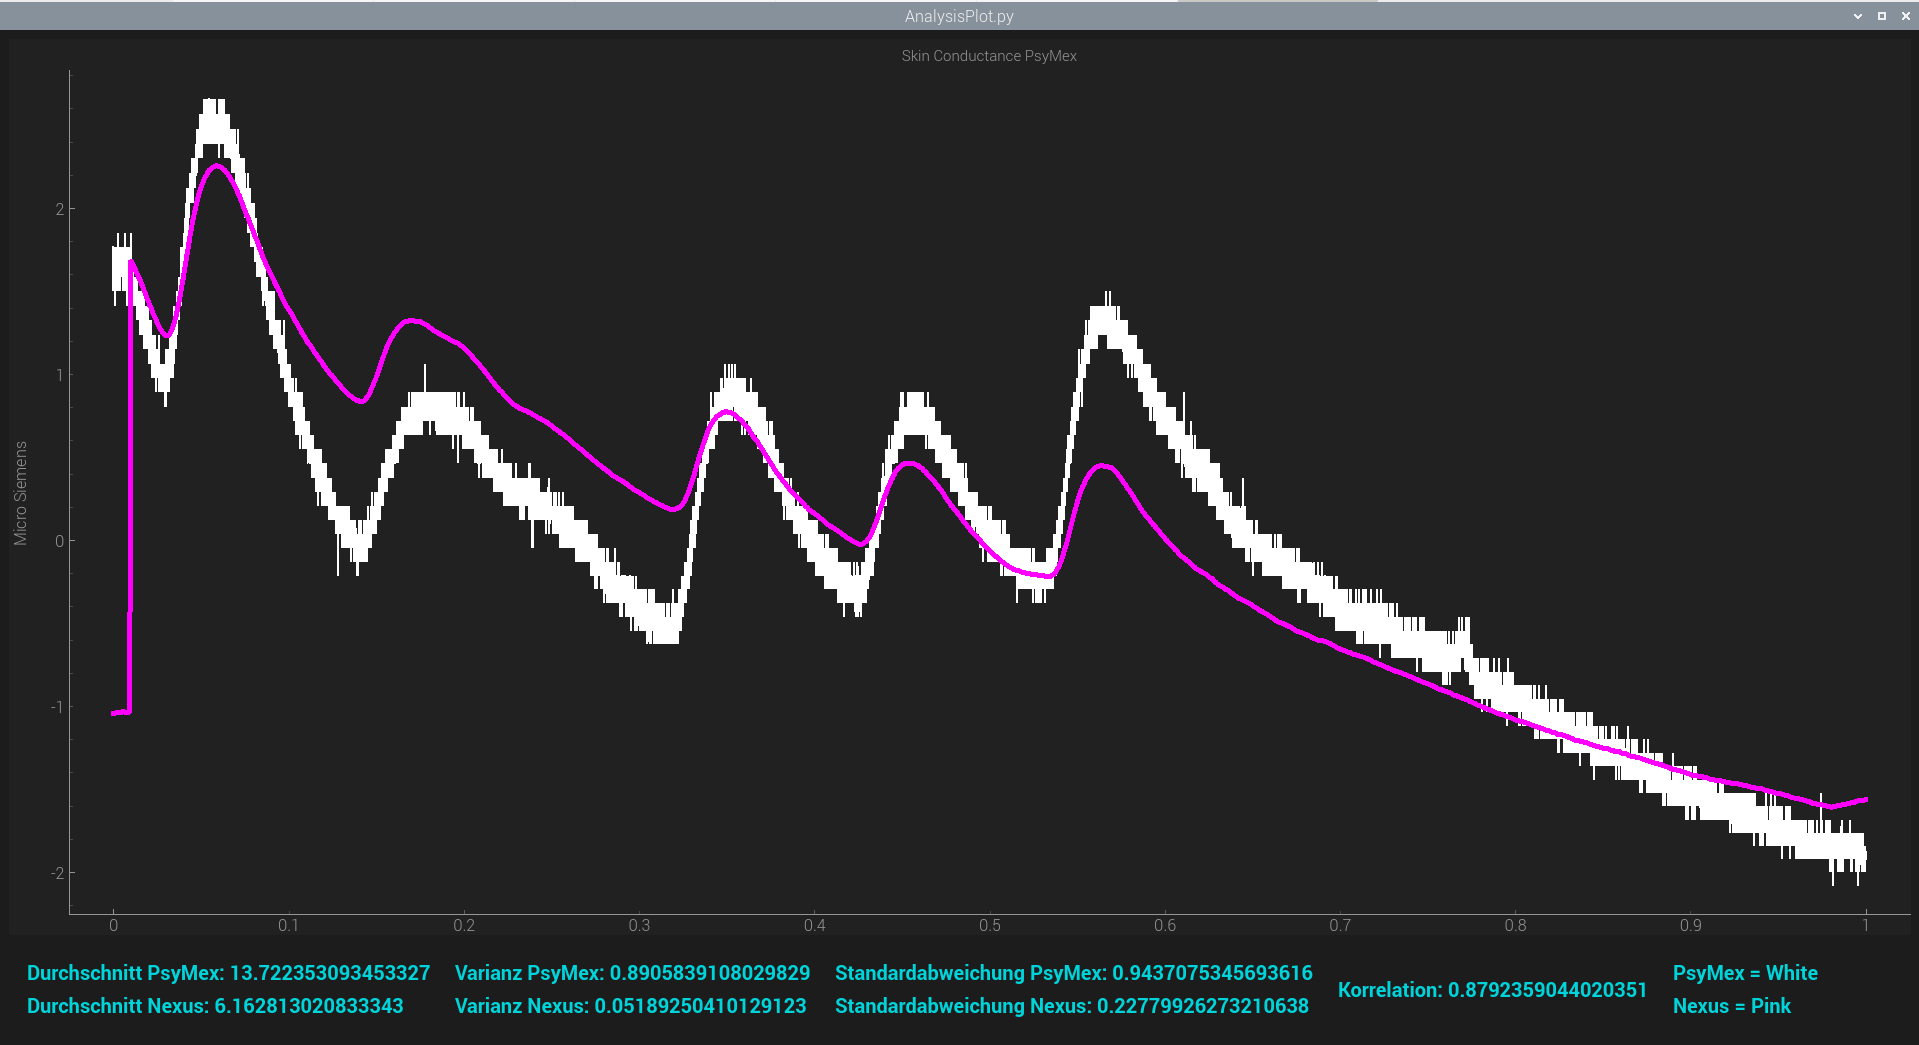 AnalysisPlot.py
Skin Conductance PsyMex
Micro Siemens
2
1
0
-1
-2
0 0.1 0.2 0.3 0.4 0.5 0.6 0.7 0.8 0.9 1
Durchschnitt PsyMex: 13.722353093453327 Varianz PsyMex: 0.8905839108029829 Standardabweichung PsyMex: 0.9437075345693616 PsyMex = White
Korrelation: 0.8792359044020351
Durchschnitt Nexus: 6.162813020833343 Varianz Nexus: 0.05189250410129123 Standardabweichung Nexus: 0.22779926273210638 Nexus = Pink